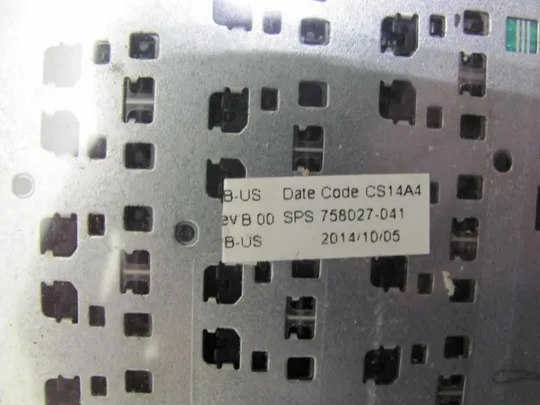 B-US Date Code CS14A4
ev B 00 SPS 758027-041
B-US 2014/10/05